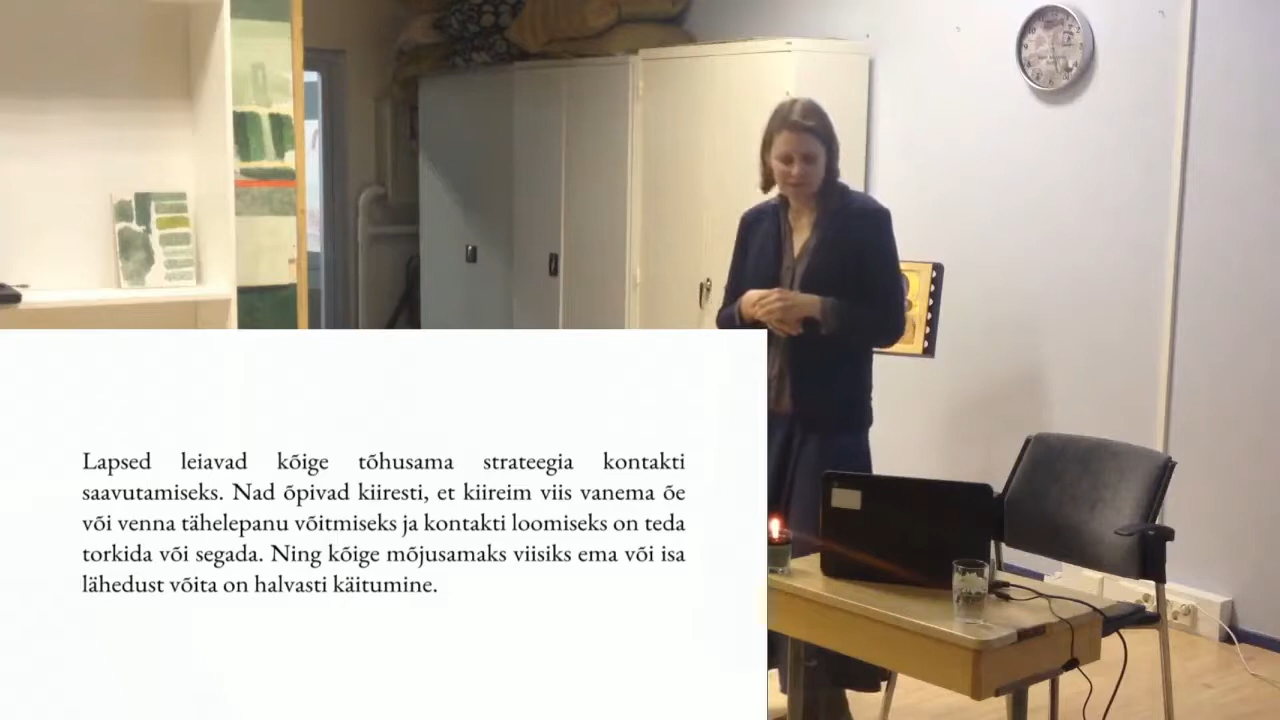 Lapsed leiavad kõige tõhusama strateegia kontakti
saavutamiseks. Nad õpivad kiiresti, et kiireim viis vanema õe
või venna tähelepanu võitmiseks ja kontakti loomiseks on teda
torkida või segada. Ning kõige mõjusamaks viisiks ema või isa
lähedust võita on halvasti käitumine.